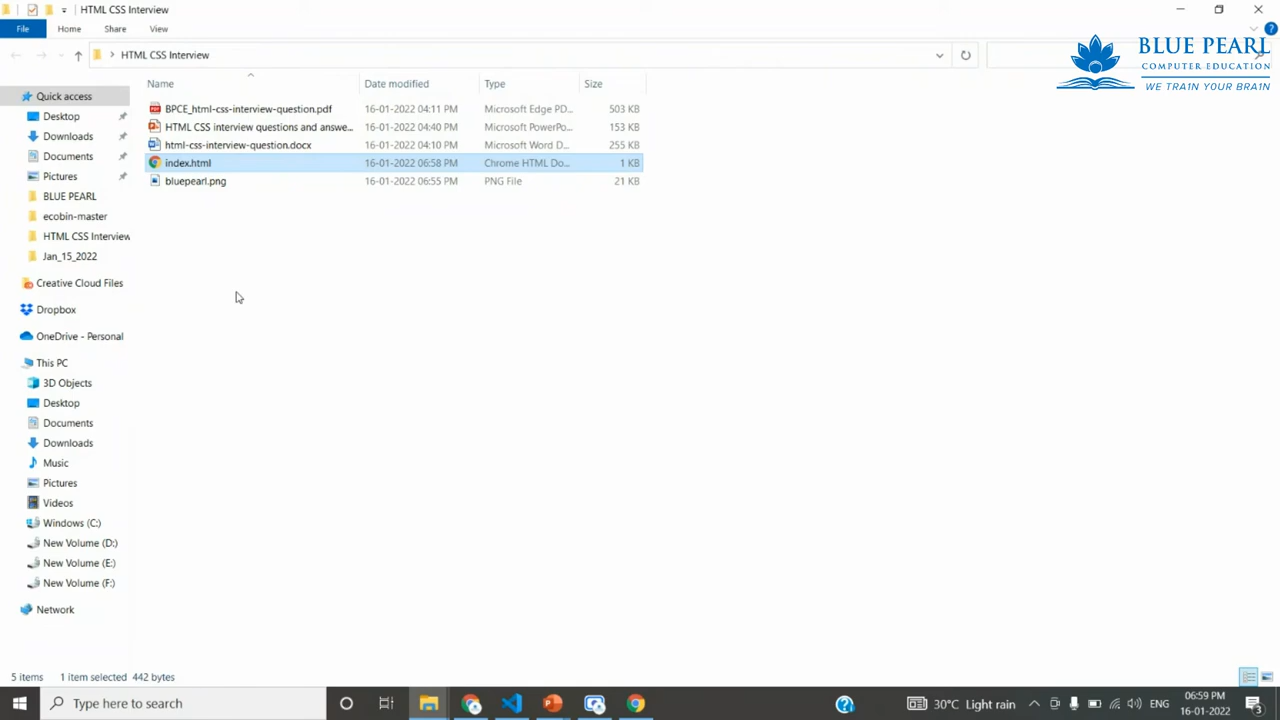 HTML CSS Interview
File Home Share View
HTML CSS Interview
BLUE PEARL
COMPUTER EDUCATION
WE TRAIN YOUR BRAIN
Name Date modified Type Size
BPCE_html-css-interview-question.pdf 16-01-2022 04:11 PM Microsoft Edge PD... 503 KB
HTML CSS interview questions and answe... 16-01-2022 04:40 PM Microsoft PowerPo... 153 KB
html-css-interview-question.docx 16-01-2022 04:10 PM Microsoft Word D... 255 KB
index.html 16-01-2022 06:58 PM Chrome HTML Do... 1 KB
bluepearl.png 16-01-2022 06:55 PM PNG File 21 KB
Quick access
Desktop
Downloads
Documents
Pictures
BLUE PEARL
ecobin-master
HTML CSS Interview
Jan_15_2022
Creative Cloud Files
Dropbox
OneDrive - Personal
This PC
3D Objects
Desktop
Documents
Downloads
Music
Pictures
Videos
Windows (C:)
New Volume (D:)
New Volume (E:)
New Volume (F:)
Network
5 items 1 item selected 442 bytes
Type here to search
30°C Light rain
ENG
06:59 PM
16-01-2022
3